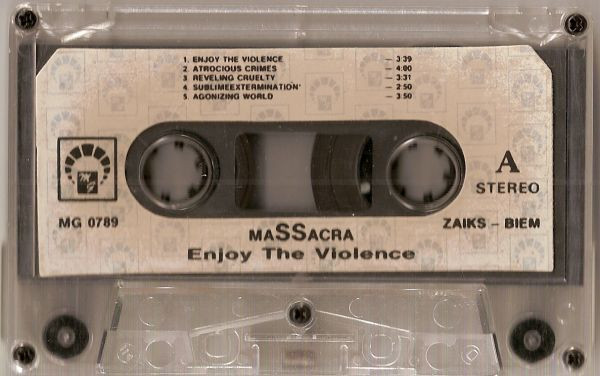 1. ENJOY THE VIOLENCE — 3:39
2. ATROCIOUS CRIMES — 4:00
3. REVELING CRUELTY — 3:31
4. SUBLIMEEXTERMINATION' — 2:50
5. AGONIZING WORLD — 3:50
MG
A
STEREO
MG 0789
ZAIKS – BIEM
MASSACRA
Enjoy The Violence